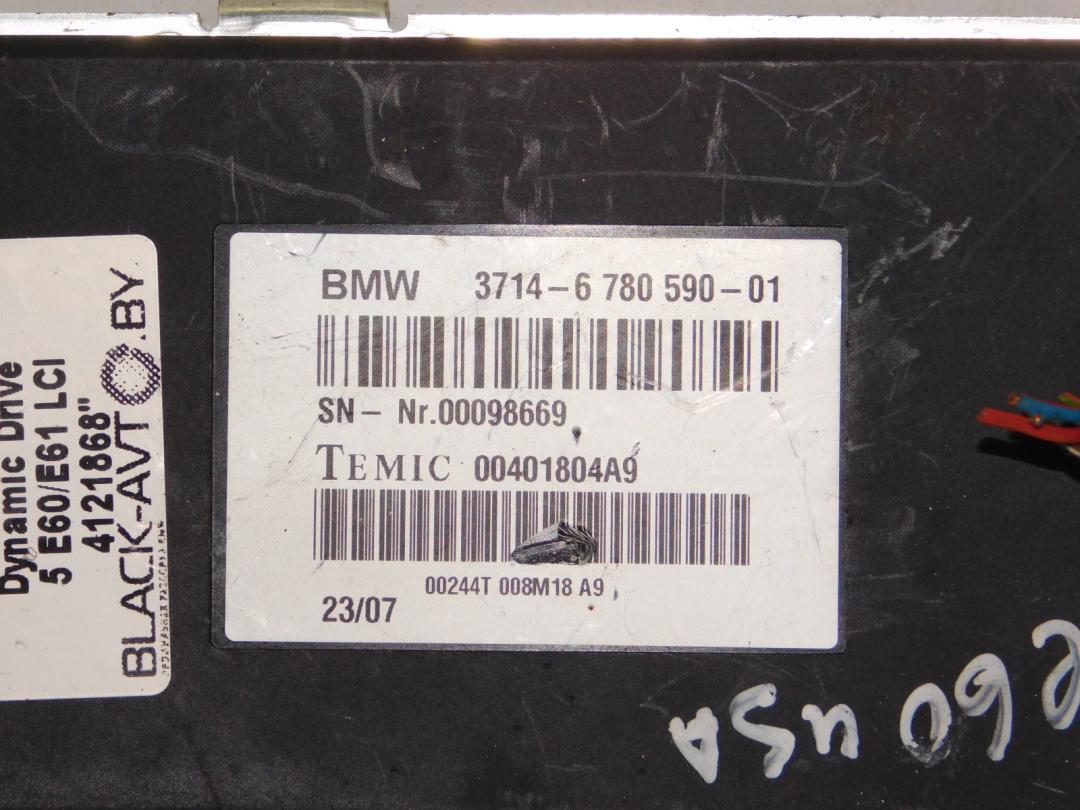 BMW 3714-6 780 590-01
SN- Nr.00098669
TEMIC 00401804A9
00244T 008M18 A9
23/07
Dynamic Drive
5 E60/E61 LCI
4121868"
BLACK-AVTO.BY
e60 USA